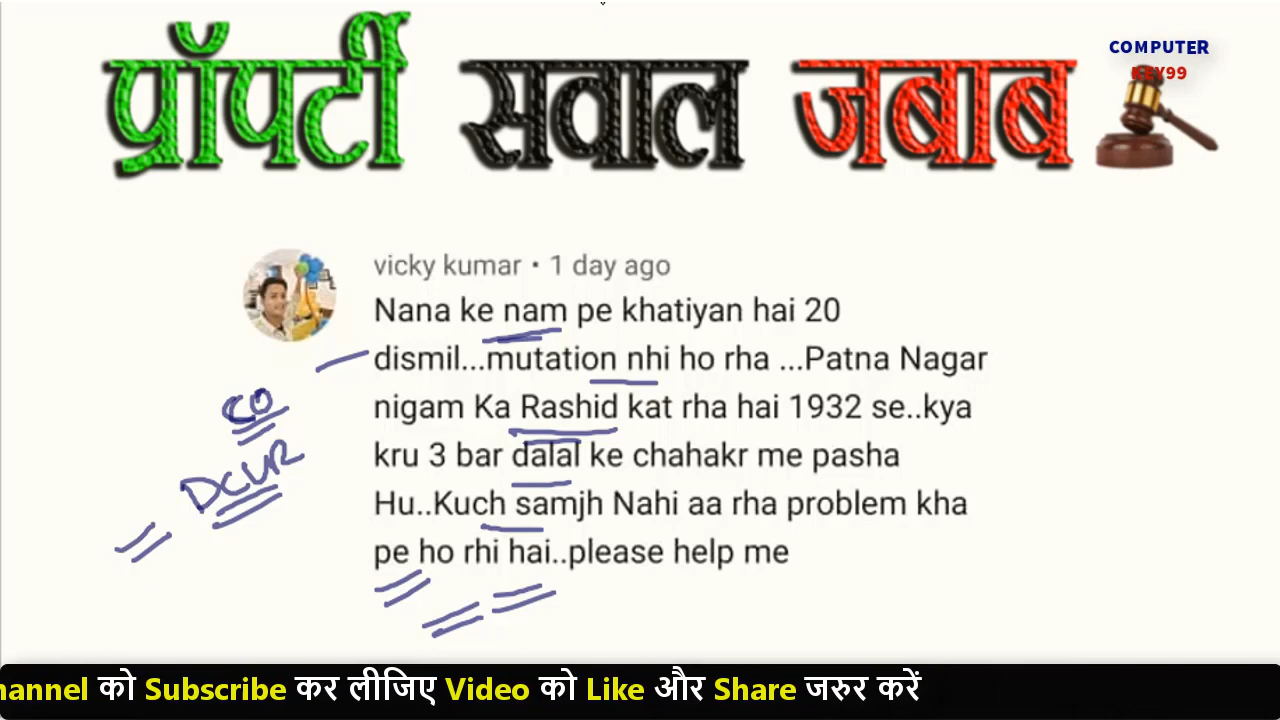 प्रॉपर्टी सवाल जबाब
COMPUTER
KEY99
vicky kumar • 1 day ago
Nana ke nam pe khatiyan hai 20
dismil...mutation nhi ho rha ...Patna Nagar
nigam Ka Rashid kat rha hai 1932 se..kya
kru 3 bar dalal ke chahakr me pasha
Hu..Kuch samjh Nahi aa rha problem kha
pe ho rhi hai..please help me
CO
DCLR
hannel को Subscribe कर लीजिए Video को Like और Share जरुर करें